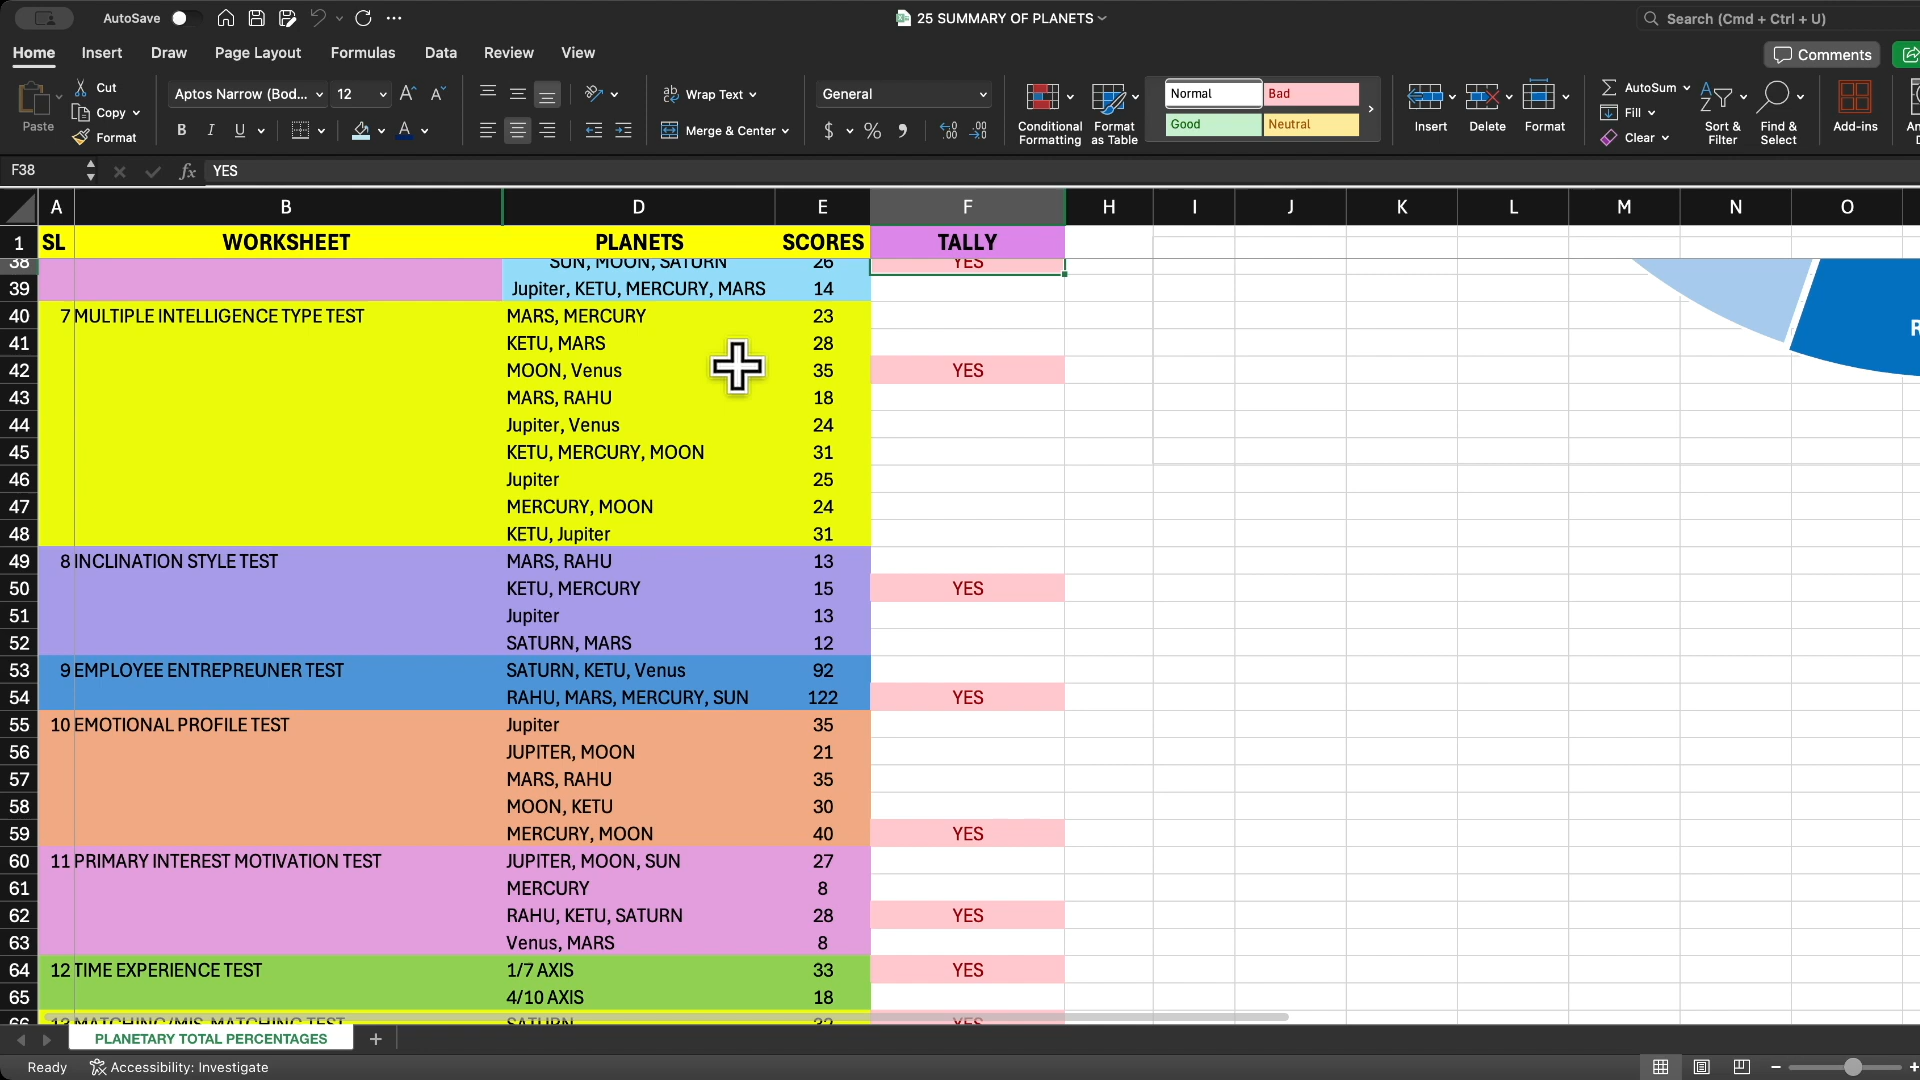 AutoSave
25 SUMMARY OF PLANETS
Search (Cmd + Ctrl + U)
Home Insert Draw Page Layout Formulas Data Review View
Comments
Paste
Cut
Copy
Format
Aptos Narrow (Bod... 12
B I U
Wrap Text
Merge & Center
General
$ %
Conditional Formatting
Format as Table
Normal Bad
Good Neutral
Insert Delete Format
AutoSum
Fill
Clear
Sort & Filter
Find & Select
Add-ins
F38 fx YES
A B D E F H I J K L M N O
1 SL WORKSHEET PLANETS SCORES TALLY
38 SUN, MOON, SATURN 26 YES
39 Jupiter, KETU, MERCURY, MARS 14
40 7 MULTIPLE INTELLIGENCE TYPE TEST MARS, MERCURY 23
41 KETU, MARS 28
42 MOON, Venus 35 YES
43 MARS, RAHU 18
44 Jupiter, Venus 24
45 KETU, MERCURY, MOON 31
46 Jupiter 25
47 MERCURY, MOON 24
48 KETU, Jupiter 31
49 8 INCLINATION STYLE TEST MARS, RAHU 13
50 KETU, MERCURY 15 YES
51 Jupiter 13
52 SATURN, MARS 12
53 9 EMPLOYEE ENTREPREUNER TEST SATURN, KETU, Venus 92
54 RAHU, MARS, MERCURY, SUN 122 YES
55 10 EMOTIONAL PROFILE TEST Jupiter 35
56 JUPITER, MOON 21
57 MARS, RAHU 35
58 MOON, KETU 30
59 MERCURY, MOON 40 YES
60 11 PRIMARY INTEREST MOTIVATION TEST JUPITER, MOON, SUN 27
61 MERCURY 8
62 RAHU, KETU, SATURN 28 YES
63 Venus, MARS 8
64 12 TIME EXPERIENCE TEST 1/7 AXIS 33 YES
65 4/10 AXIS 18
66 13 MATCHING/MIS-MATCHING TEST SATURN YES
PLANETARY TOTAL PERCENTAGES
Ready Accessibility: Investigate